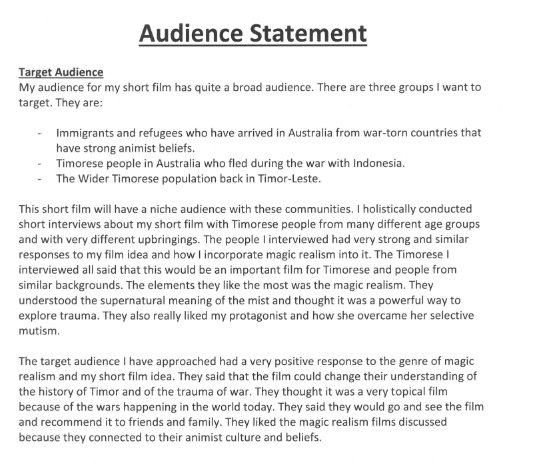 Audience Statement
Target Audience
My audience for my short film has quite a broad audience. There are three groups I want to
target. They are:
- Immigrants and refugees who have arrived in Australia from war-torn countries that
have strong animist beliefs.
- Timorese people in Australia who fled during the war with Indonesia.
- The Wider Timorese population back in Timor-Leste.
This short film will have a niche audience with these communities. I holistically conducted
short interviews about my short film with Timorese people from many different age groups
and with very different upbringings. The people I interviewed had very strong and similar
responses to my film idea and how I incorporate magic realism into it. The Timorese I
interviewed all said that this would be an important film for Timorese and people from
similar backgrounds. The elements they like the most was the magic realism. They
understood the supernatural meaning of the mist and thought it was a powerful way to
explore trauma. They also really liked my protagonist and how she overcame her selective
mutism.
The target audience I have approached had a very positive response to the genre of magic
realism and my short film idea. They said that the film could change their understanding of
the history of Timor and of the trauma of war. They thought it was a very topical film
because of the wars happening in the world today. They said they would go and see the film
and recommend it to friends and family. They liked the magic realism films discussed
because they connected to their animist culture and beliefs.